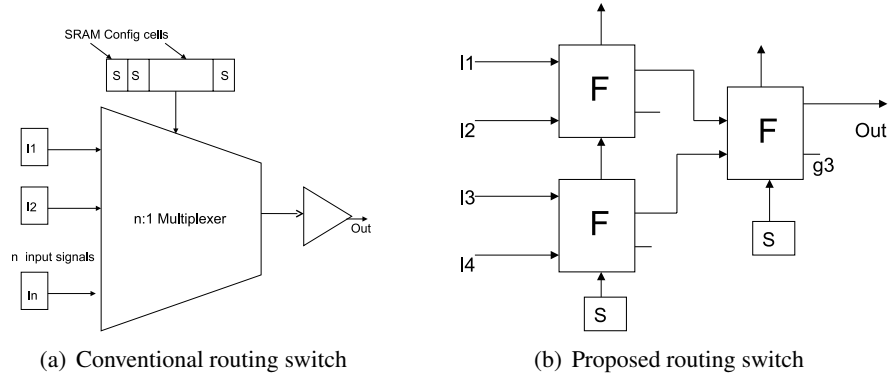 SRAM Config cells
S S S
I1
I2
n input signals
In
n:1 Multiplexer
Out
(a) Conventional routing switch
I1
I2
F
I3
I4
F
S
F
Out
g3
S
(b) Proposed routing switch